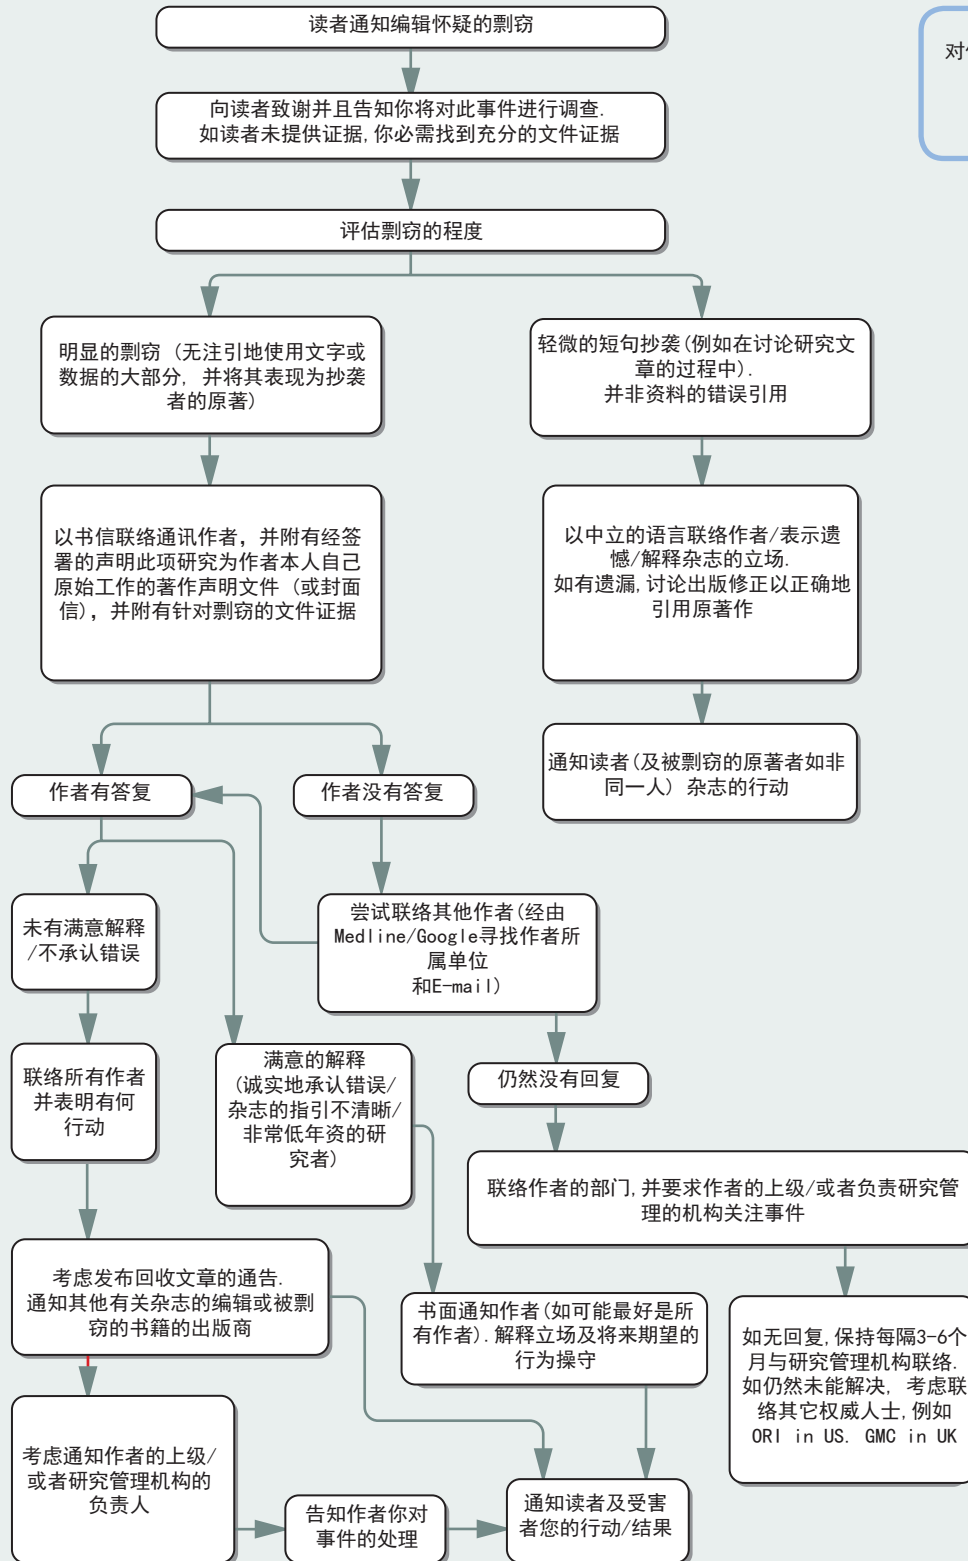 读者通知编辑怀疑的剽窃
对
向读者致谢并且告知你将对此事件进行调查.
如读者未提供证据,你必需找到充分的文件证据
评估剽窃的程度
明显的剽窃 (无注引地使用文字或
数据的大部分, 并将其表现为抄袭
者的原著)
轻微的短句抄袭(例如在讨论研究文
章的过程中).
并非资料的错误引用
以书信联络通讯作者, 并附有经签
署的声明此项研究为作者本人自己
原始工作的著作声明文件 (或封面
信), 并附有针对剽窃的文件证据
以中立的语言联络作者/表示遗
憾/解释杂志的立场.
如有遗漏,讨论出版修正以正确地
引用原著作
通知读者(及被剽窃的原著者如非
同一人) 杂志的行动
作者有答复
作者没有答复
未有满意解释
/不承认错误
尝试联络其他作者(经由
Medline/Google寻找作者所
属单位
和E-mail)
联络所有作者
并表明有何
行动
满意的解释
(诚实地承认错误/
杂志的指引不清晰/
非常低年资的研
究者)
仍然没有回复
联络作者的部门,并要求作者的上级/或者负责研究管
理的机构关注事件
考虑发布回收文章的通告.
通知其他有关杂志的编辑或被剽
窃的书籍的出版商
书面通知作者(如可能最好是所
有作者).解释立场及将来期望的
行为操守
如无回复,保持每隔3-6个
月与研究管理机构联络.
如仍然未能解决, 考虑联
络其它权威人士,例如
ORI in US. GMC in UK
考虑通知作者的上级/
或者研究管理机构的
负责人
告知作者你对
事件的处理
通知读者及受害
者您的行动/结果